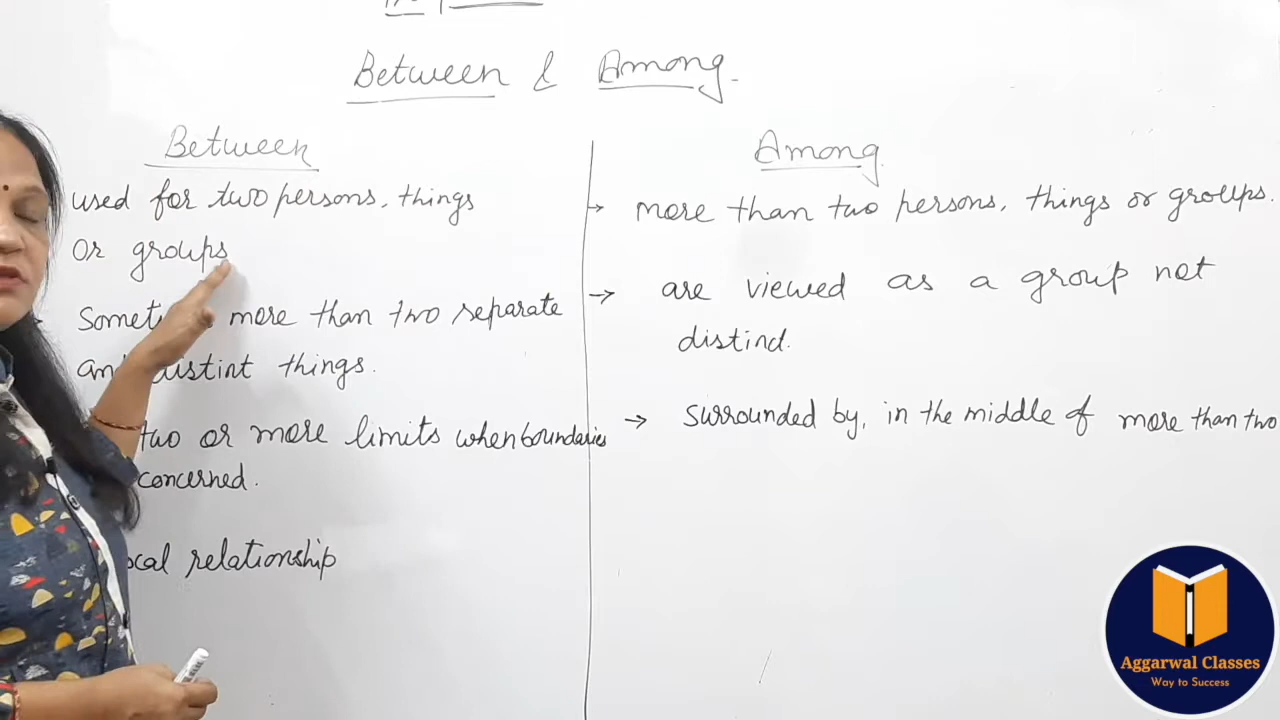 Between & Among.
Between
used for two persons, things
or groups
more than two separate
things.
two or more limits when boundaries
concerned.
relationship
Among
→ more than two persons, things or groups.
→ are viewed as a group not
distinct.
→ surrounded by, in the middle of more than two
Aggarwal Classes
Way to Success